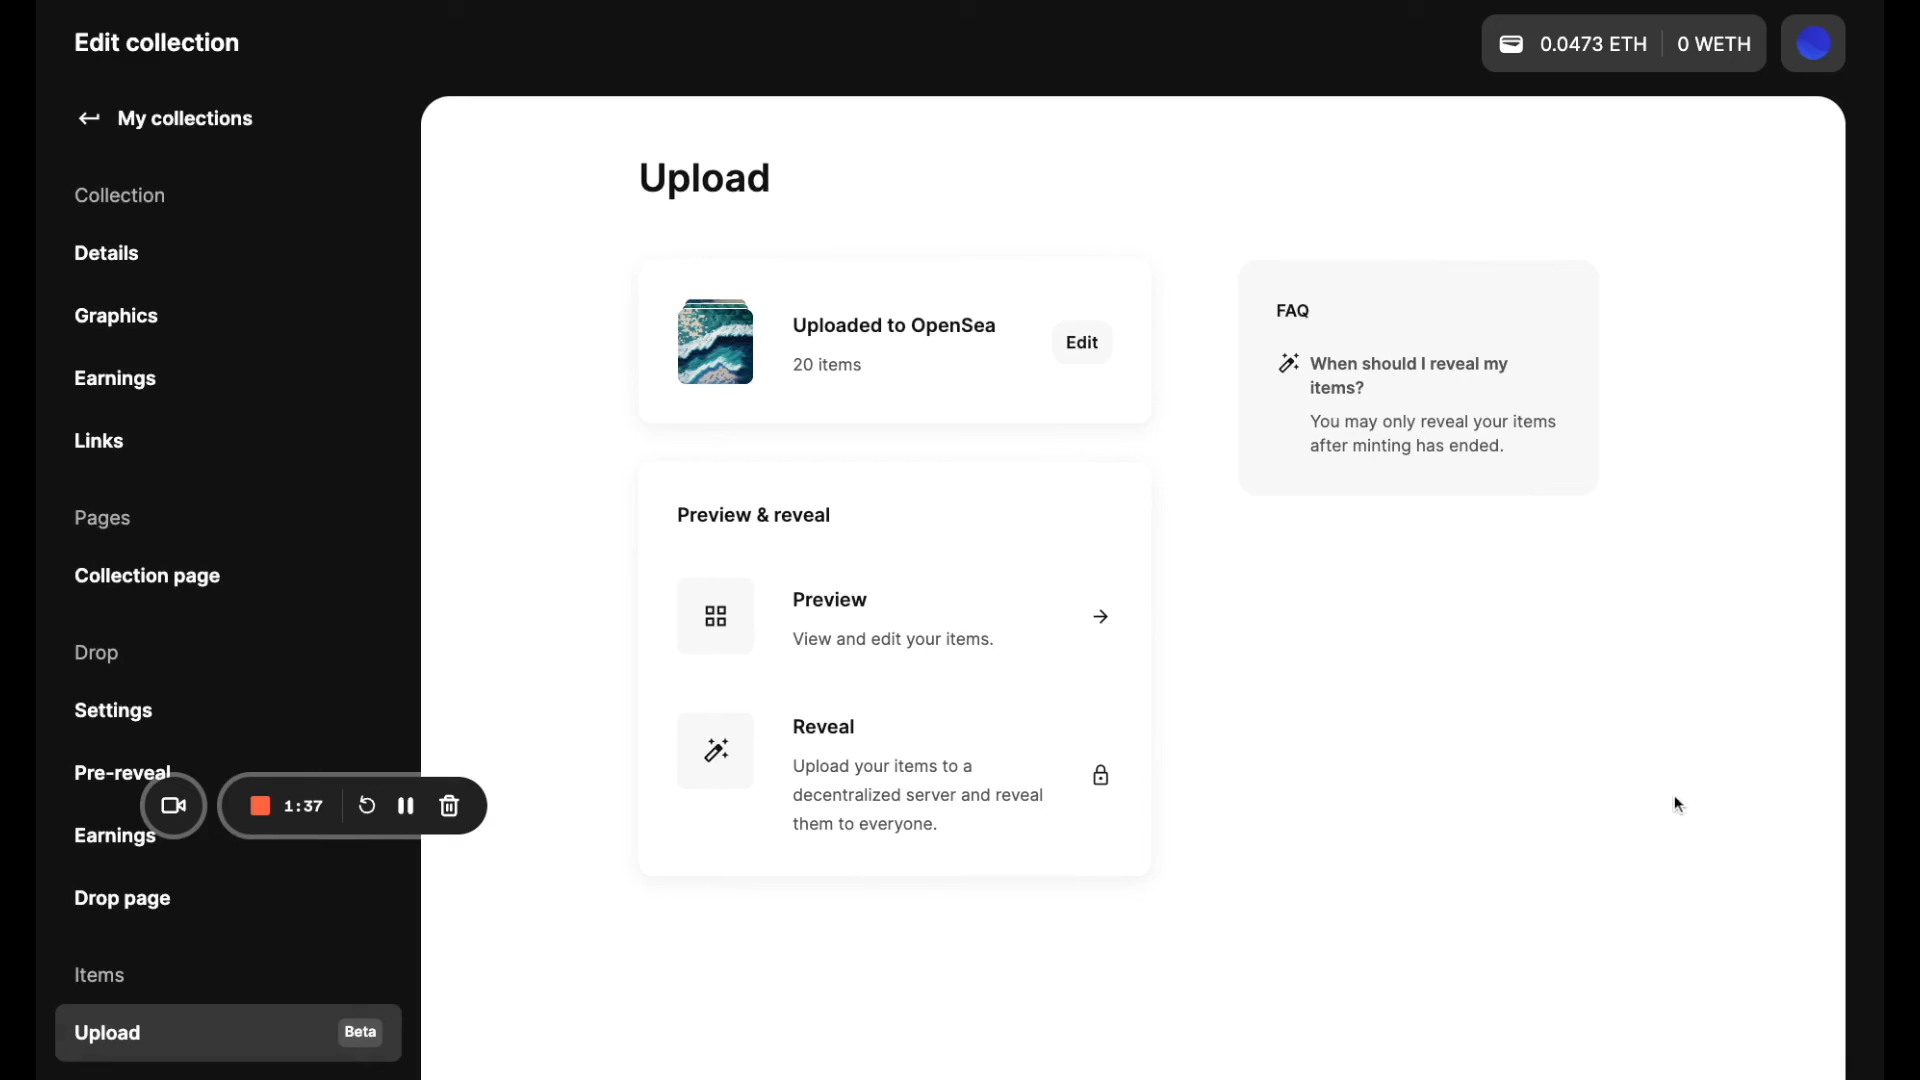 Edit collection
0.0473 ETH
0 WETH
My collections
Collection
Details
Graphics
Earnings
Links
Pages
Collection page
Drop
Settings
Pre-reveal
1:37
Earnings
Drop page
Items
Upload
Beta
Upload
Uploaded to OpenSea
20 items
Edit
Preview & reveal
Preview
View and edit your items.
Reveal
Upload your items to a
decentralized server and reveal
them to everyone.
FAQ
When should I reveal my
items?
You may only reveal your items
after minting has ended.